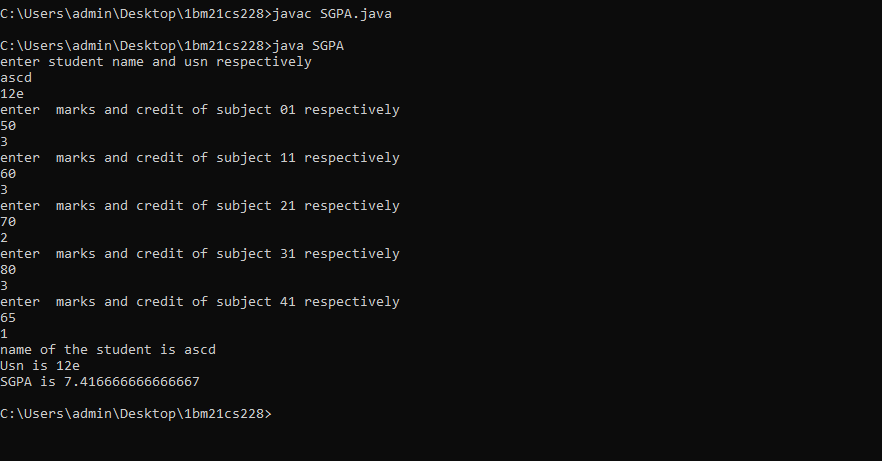 C:\Users\admin\Desktop\1bm21cs228>javac SGPA.java
C:\Users\admin\Desktop\1bm21cs228>java SGPA
enter student name and usn respectively
ascd
12e
enter  marks and credit of subject 01 respectively
50
3
enter  marks and credit of subject 11 respectively
60
3
enter  marks and credit of subject 21 respectively
70
2
enter  marks and credit of subject 31 respectively
80
3
enter  marks and credit of subject 41 respectively
65
1
name of the student is ascd
Usn is 12e
SGPA is 7.416666666666667
C:\Users\admin\Desktop\1bm21cs228>